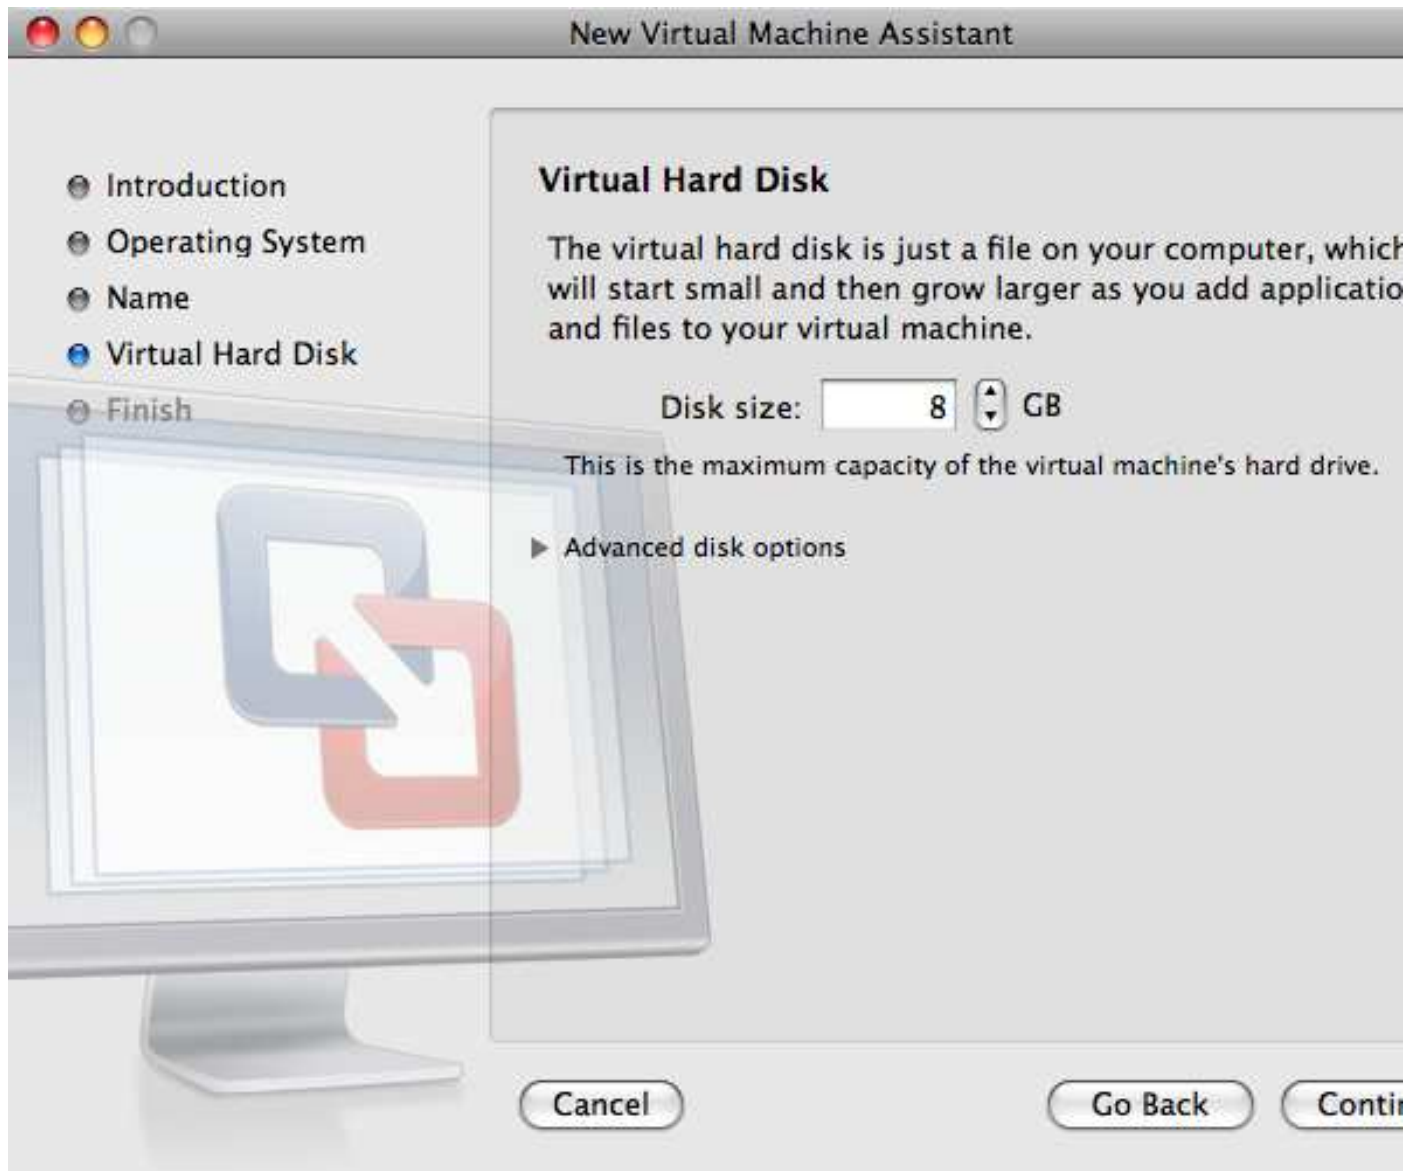 New Virtual Machine Assistant
Introduction
Operating System
Name
Virtual Hard Disk
Finish
Virtual Hard Disk
The virtual hard disk is just a file on your computer, which
will start small and then grow larger as you add applicatio
and files to your virtual machine.
Disk size: 8 GB
This is the maximum capacity of the virtual machine's hard drive.
Advanced disk options
Cancel
Go Back
Contin